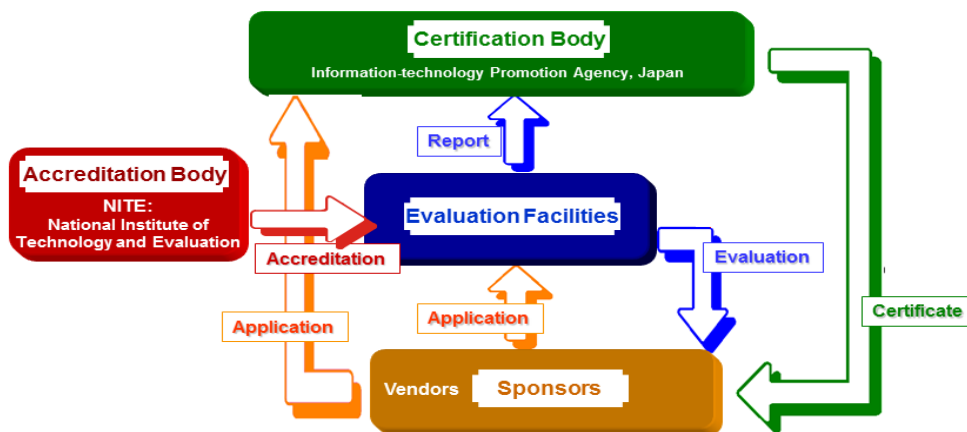 Certification Body
Information-technology Promotion Agency, Japan
Report
Accreditation Body
NITE:
National Institute of
Technology and Evaluation
Evaluation Facilities
Accreditation
Evaluation
Application
Application
Certificate
Vendors Sponsors